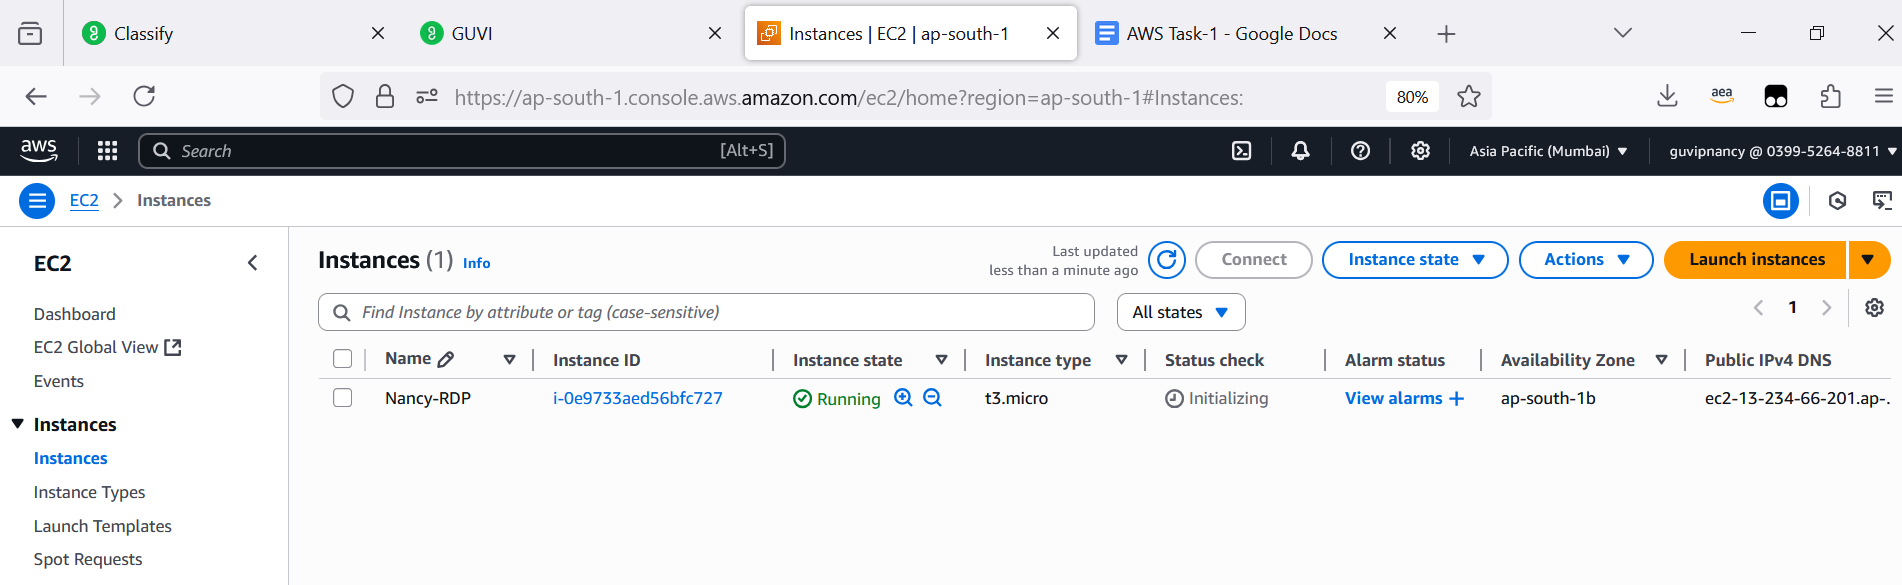 Classify
GUVI
Instances | EC2 | ap-south-1
AWS Task-1 - Google Docs
https://ap-south-1.console.aws.amazon.com/ec2/home?region=ap-south-1#Instances:
80%
aea
aws
Search
[Alt+S]
Asia Pacific (Mumbai)
guvipnancy @ 0399-5264-8811
EC2
Instances
EC2
Dashboard
EC2 Global View
Events
Instances
Instances
Instance Types
Launch Templates
Spot Requests
Instances (1) Info
Last updated
less than a minute ago
Connect
Instance state
Actions
Launch instances
Find Instance by attribute or tag (case-sensitive)
All states
1
Name Instance ID Instance state Instance type Status check Alarm status Availability Zone Public IPv4 DNS
Nancy-RDP i-0e9733aed56bfc727 Running t3.micro Initializing View alarms + ap-south-1b ec2-13-234-66-201.ap-.